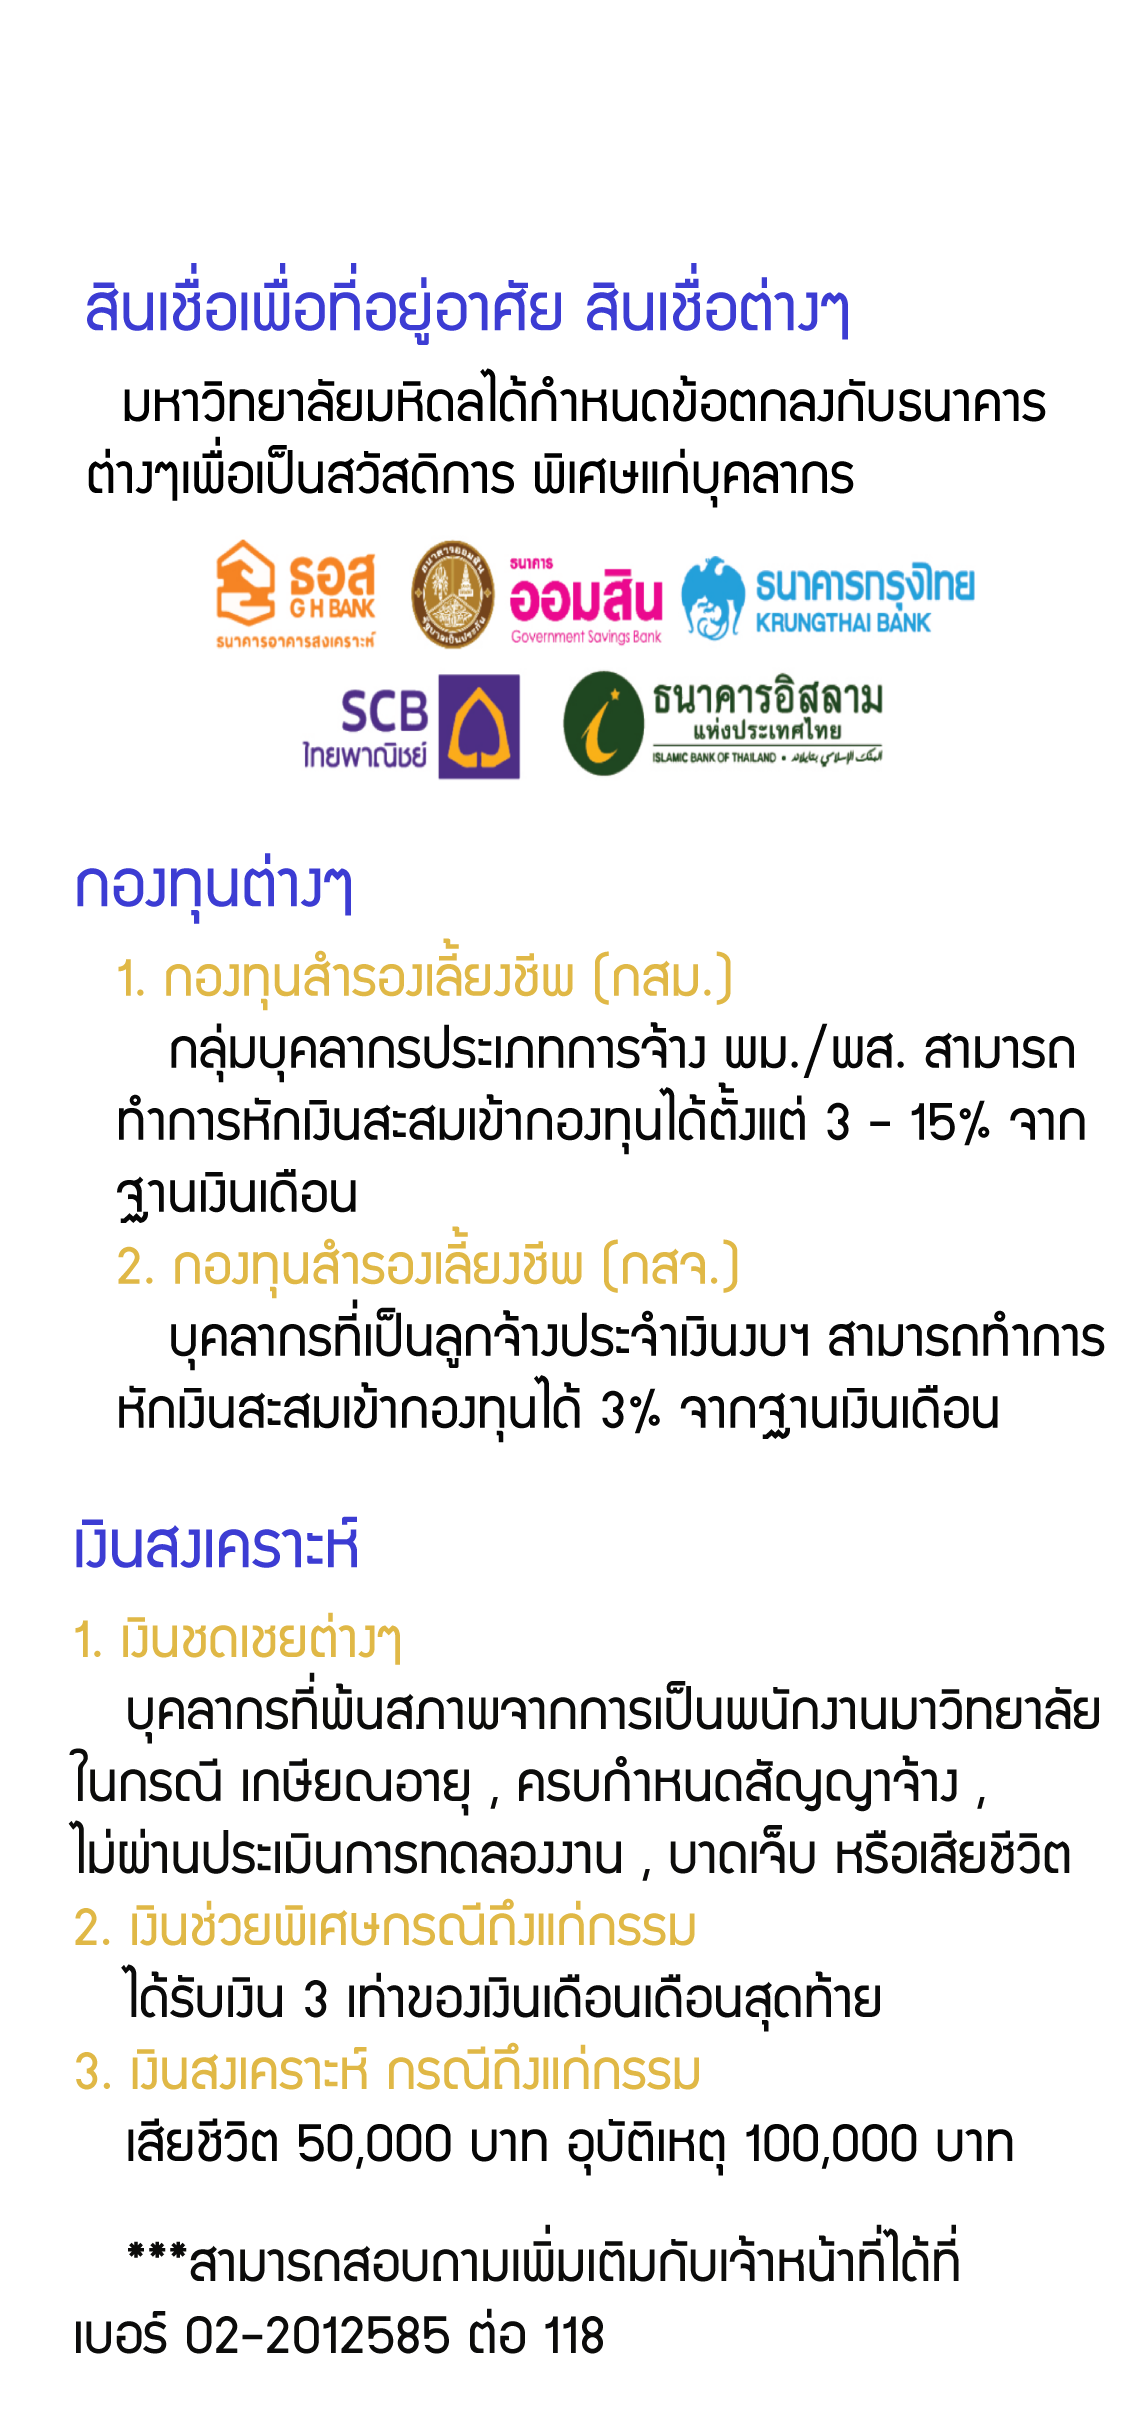 สินเชื่อเพื่อที่อยู่อาศัย สินเชื่อต่างๆ
มหาวิทยาลัยมหิดลได้กำหนดข้อตกลงกับธนาคาร
ต่างๆเพื่อเป็นสวัสดิการ พิเศษแก่บุคลากร
ธอส
G H BANK
ธนาคารอาคารสงเคราะห์
ธนาคารออมสิน
รัฐบาลเป็นประกัน
ธนาคาร
ออมสิน
Government Savings Bank
ธนาคารกรุงไทย
KRUNGTHAI BANK
SCB
ไทยพาณิชย์
ธนาคารอิสลาม
แห่งประเทศไทย
ISLAMIC BANK OF THAILAND •
กองทุนต่างๆ
1. กองทุนสำรองเลี้ยงชีพ (กสม.)
กลุ่มบุคลากรประเภทการจ้าง พม./พส. สามารถ
ทำการหักเงินสะสมเข้ากองทุนได้ตั้งแต่ 3 - 15% จาก
ฐานเงินเดือน
2. กองทุนสำรองเลี้ยงชีพ (กสจ.)
บุคลากรที่เป็นลูกจ้างประจำเงินงบฯ สามารถทำการ
หักเงินสะสมเข้ากองทุนได้ 3% จากฐานเงินเดือน
เงินสงเคราะห์
1. เงินชดเชยต่างๆ
บุคลากรที่พ้นสภาพจากการเป็นพนักงานมาวิทยาลัย
ในกรณี เกษียณอายุ , ครบกำหนดสัญญาจ้าง ,
ไม่ผ่านประเมินการทดลองงาน , บาดเจ็บ หรือเสียชีวิต
2. เงินช่วยพิเศษกรณีถึงแก่กรรม
ได้รับเงิน 3 เท่าของเงินเดือนเดือนสุดท้าย
3. เงินสงเคราะห์ กรณีถึงแก่กรรม
เสียชีวิต 50,000 บาท อุบัติเหตุ 100,000 บาท
***สามารถสอบถามเพิ่มเติมกับเจ้าหน้าที่ได้ที่
เบอร์ 02-2012585 ต่อ 118